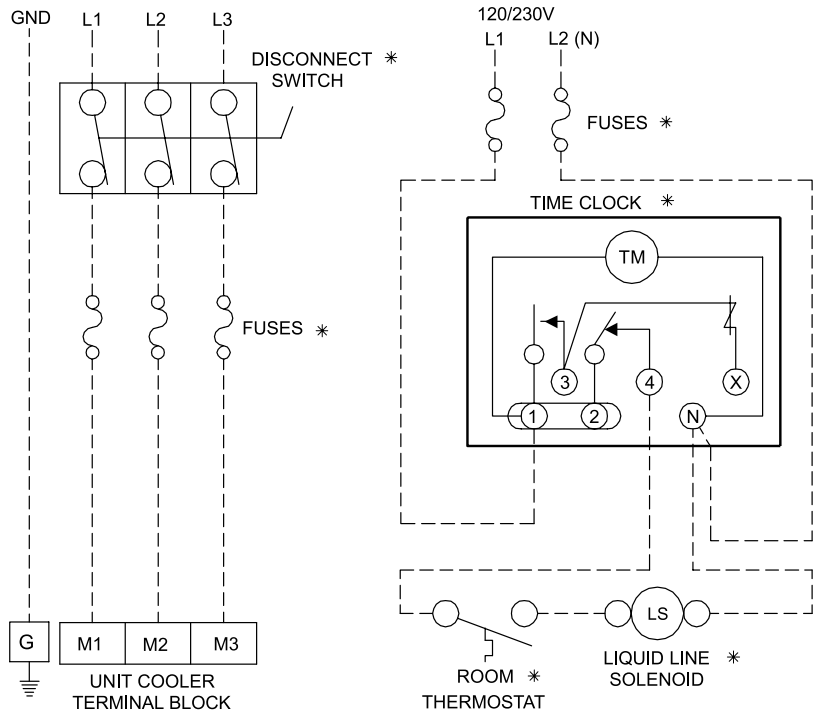 GND L1 L2 L3
DISCONNECT *
SWITCH
FUSES *
G M1 M2 M3
UNIT COOLER
TERMINAL BLOCK
120/230V
L1 L2 (N)
FUSES *
TIME CLOCK *
TM
3 4 X
1 2 N
LS
ROOM *
THERMOSTAT
LIQUID LINE *
SOLENOID